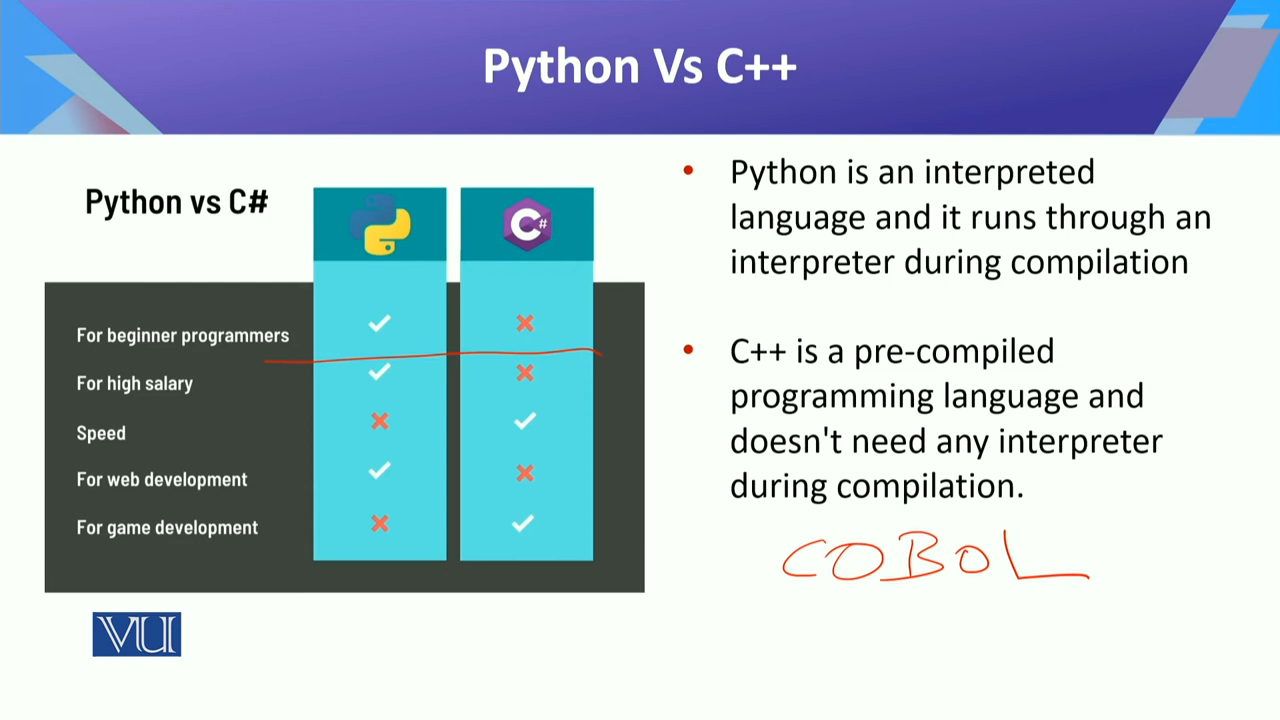 Python Vs C++
Python vs C#
C#
For beginner programmers
For high salary
Speed
For web development
For game development
• Python is an interpreted
language and it runs through an
interpreter during compilation
• C++ is a pre-compiled
programming language and
doesn't need any interpreter
during compilation.
COBOL
VU